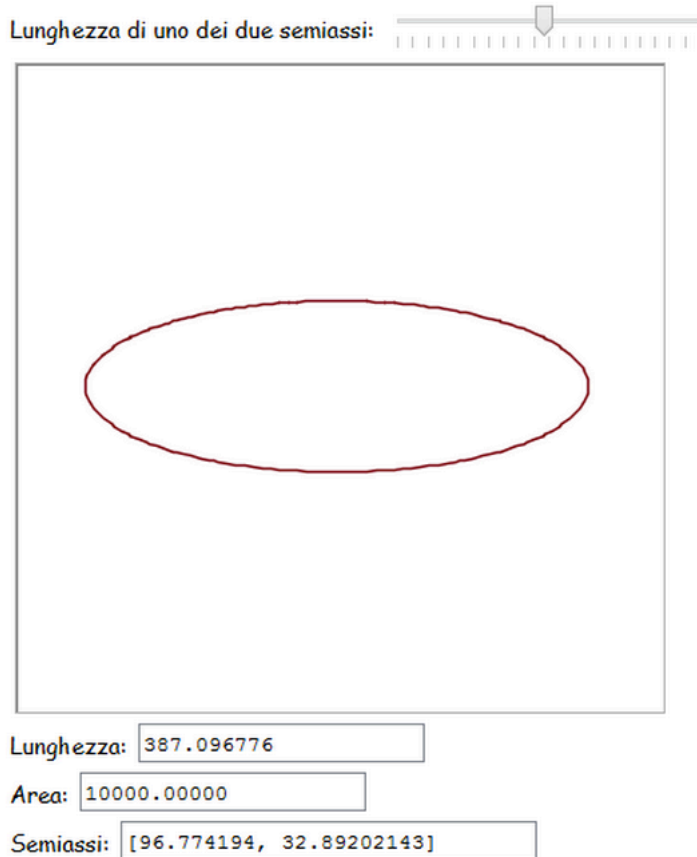 Lunghezza di uno dei due semiassi:
Lunghezza: 387.096776
Area: 10000.00000
Semiassi: [96.774194, 32.89202143]